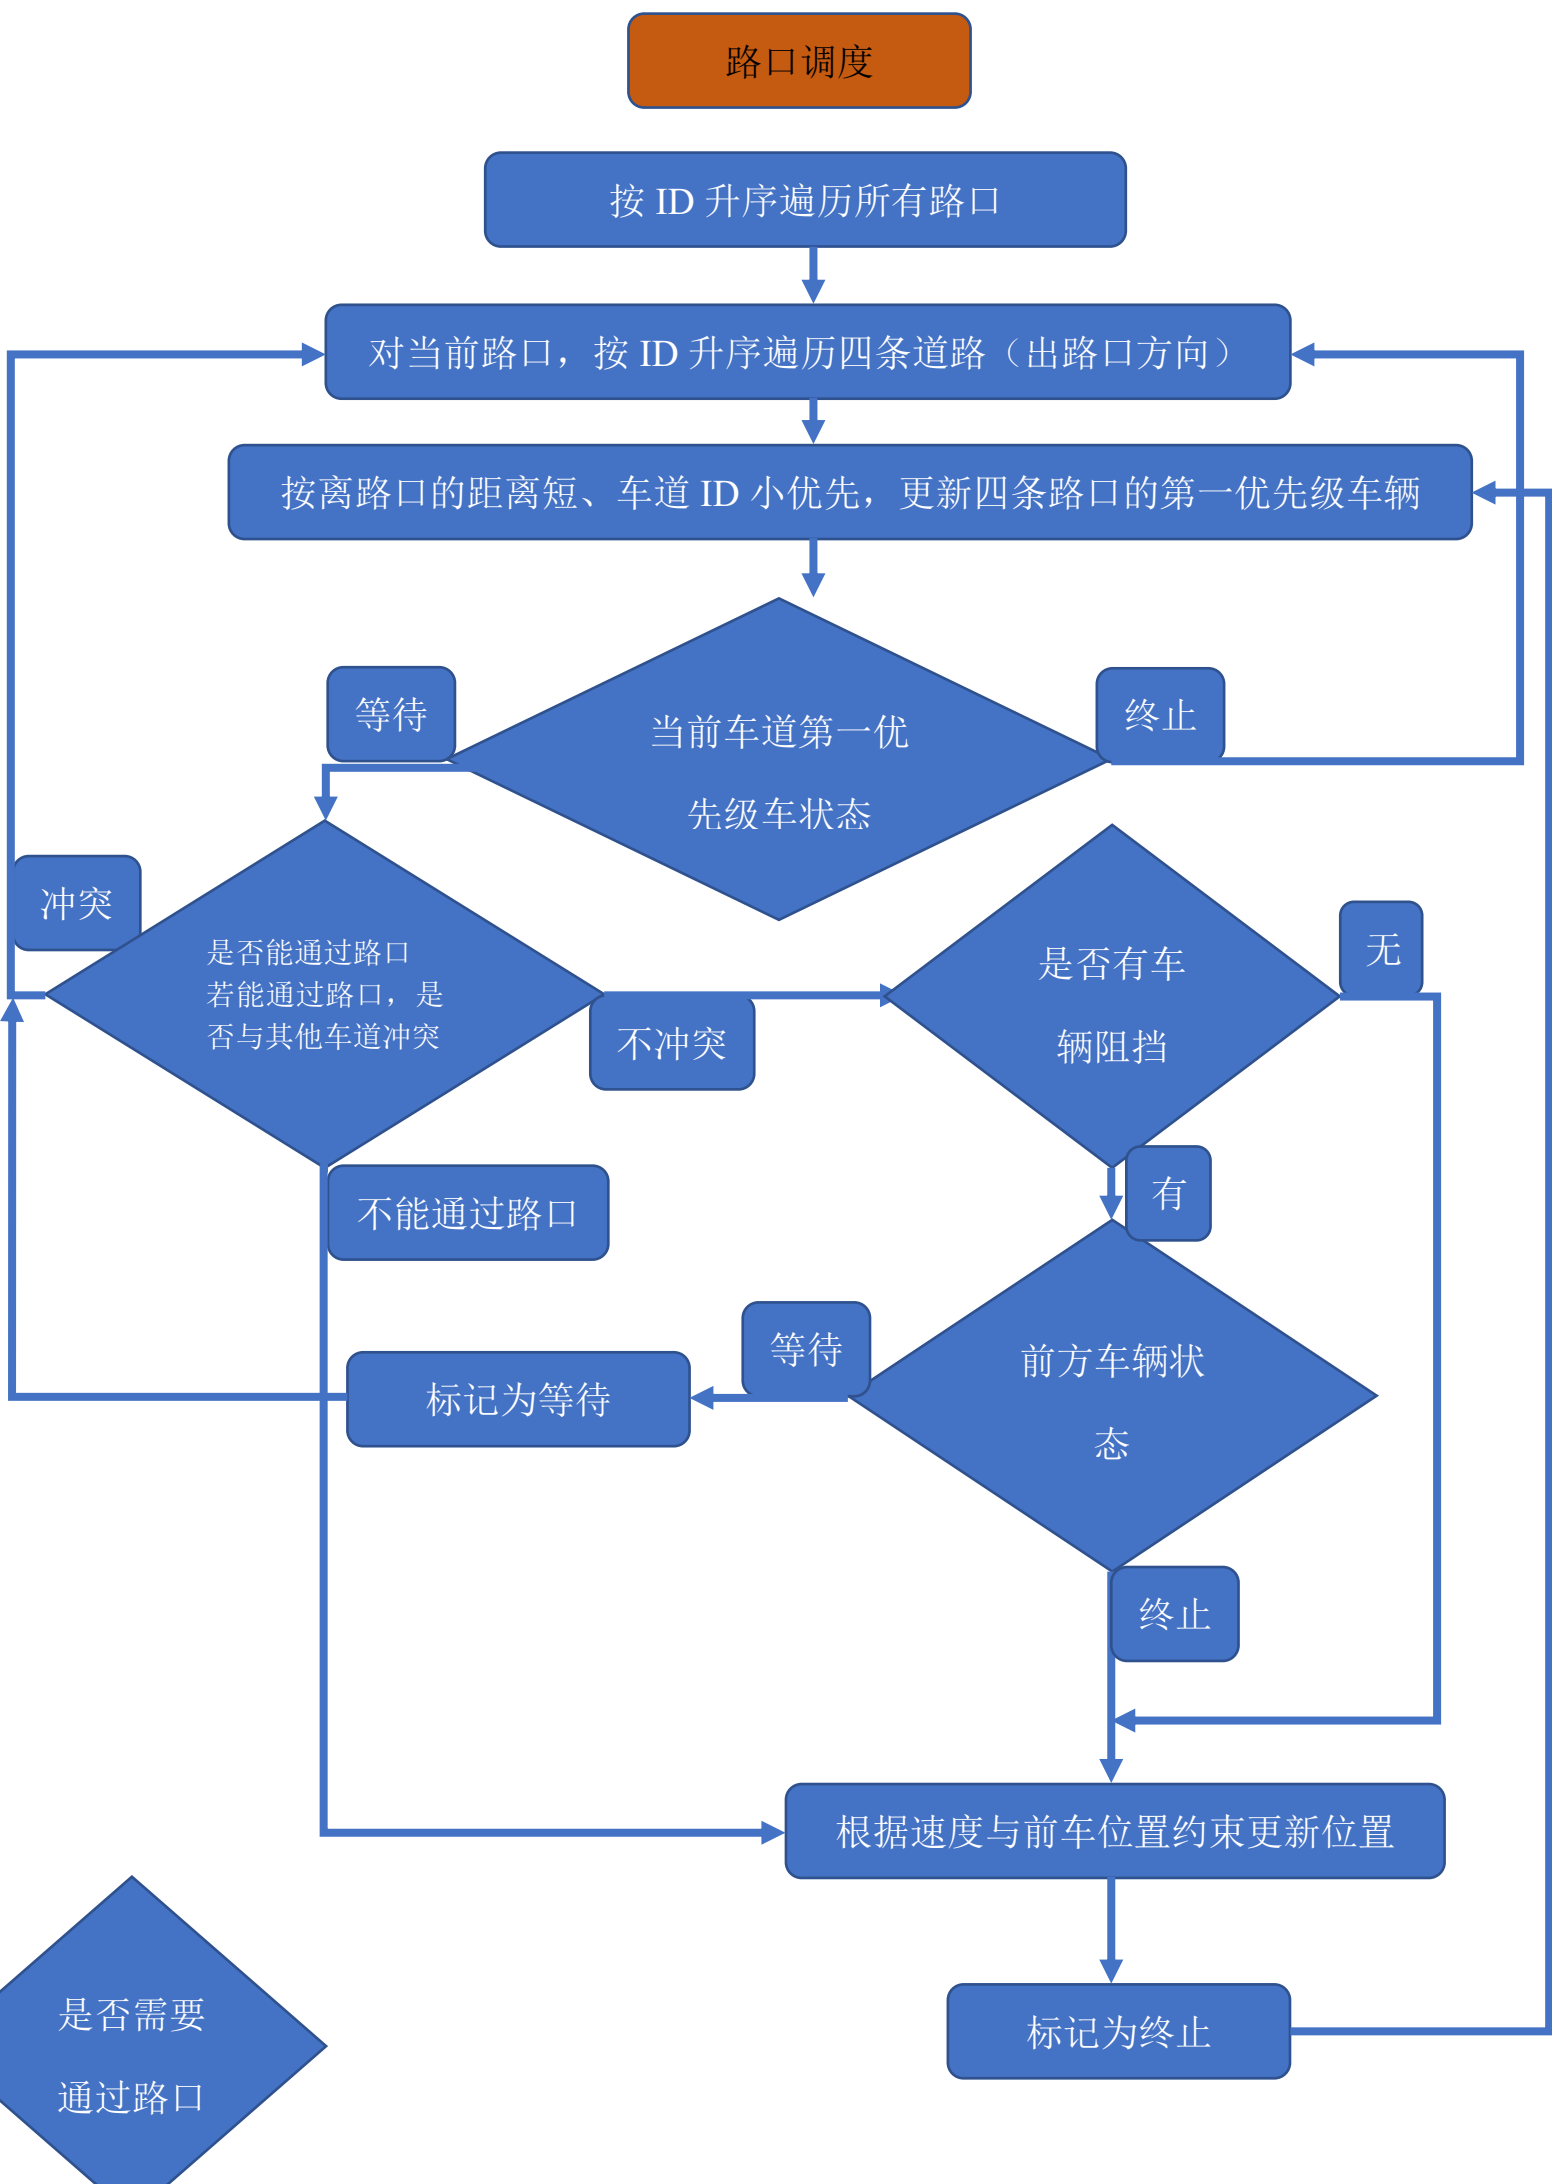 路口调度
按 ID 升序遍历所有路口
对当前路口，按 ID 升序遍历四条道路（出路口方向）
按离路口的距离短、车道 ID 小优先，更新四条路口的第一优先级车辆
等待
终止
当前车道第一优
先级车状态
冲突
是否能通过路口
若能通过路口，是
否与其他车道冲突
不冲突
是否有车
辆阻挡
无
不能通过路口
有
等待
标记为等待
前方车辆状
态
终止
根据速度与前车位置约束更新位置
标记为终止
是否需要
通过路口